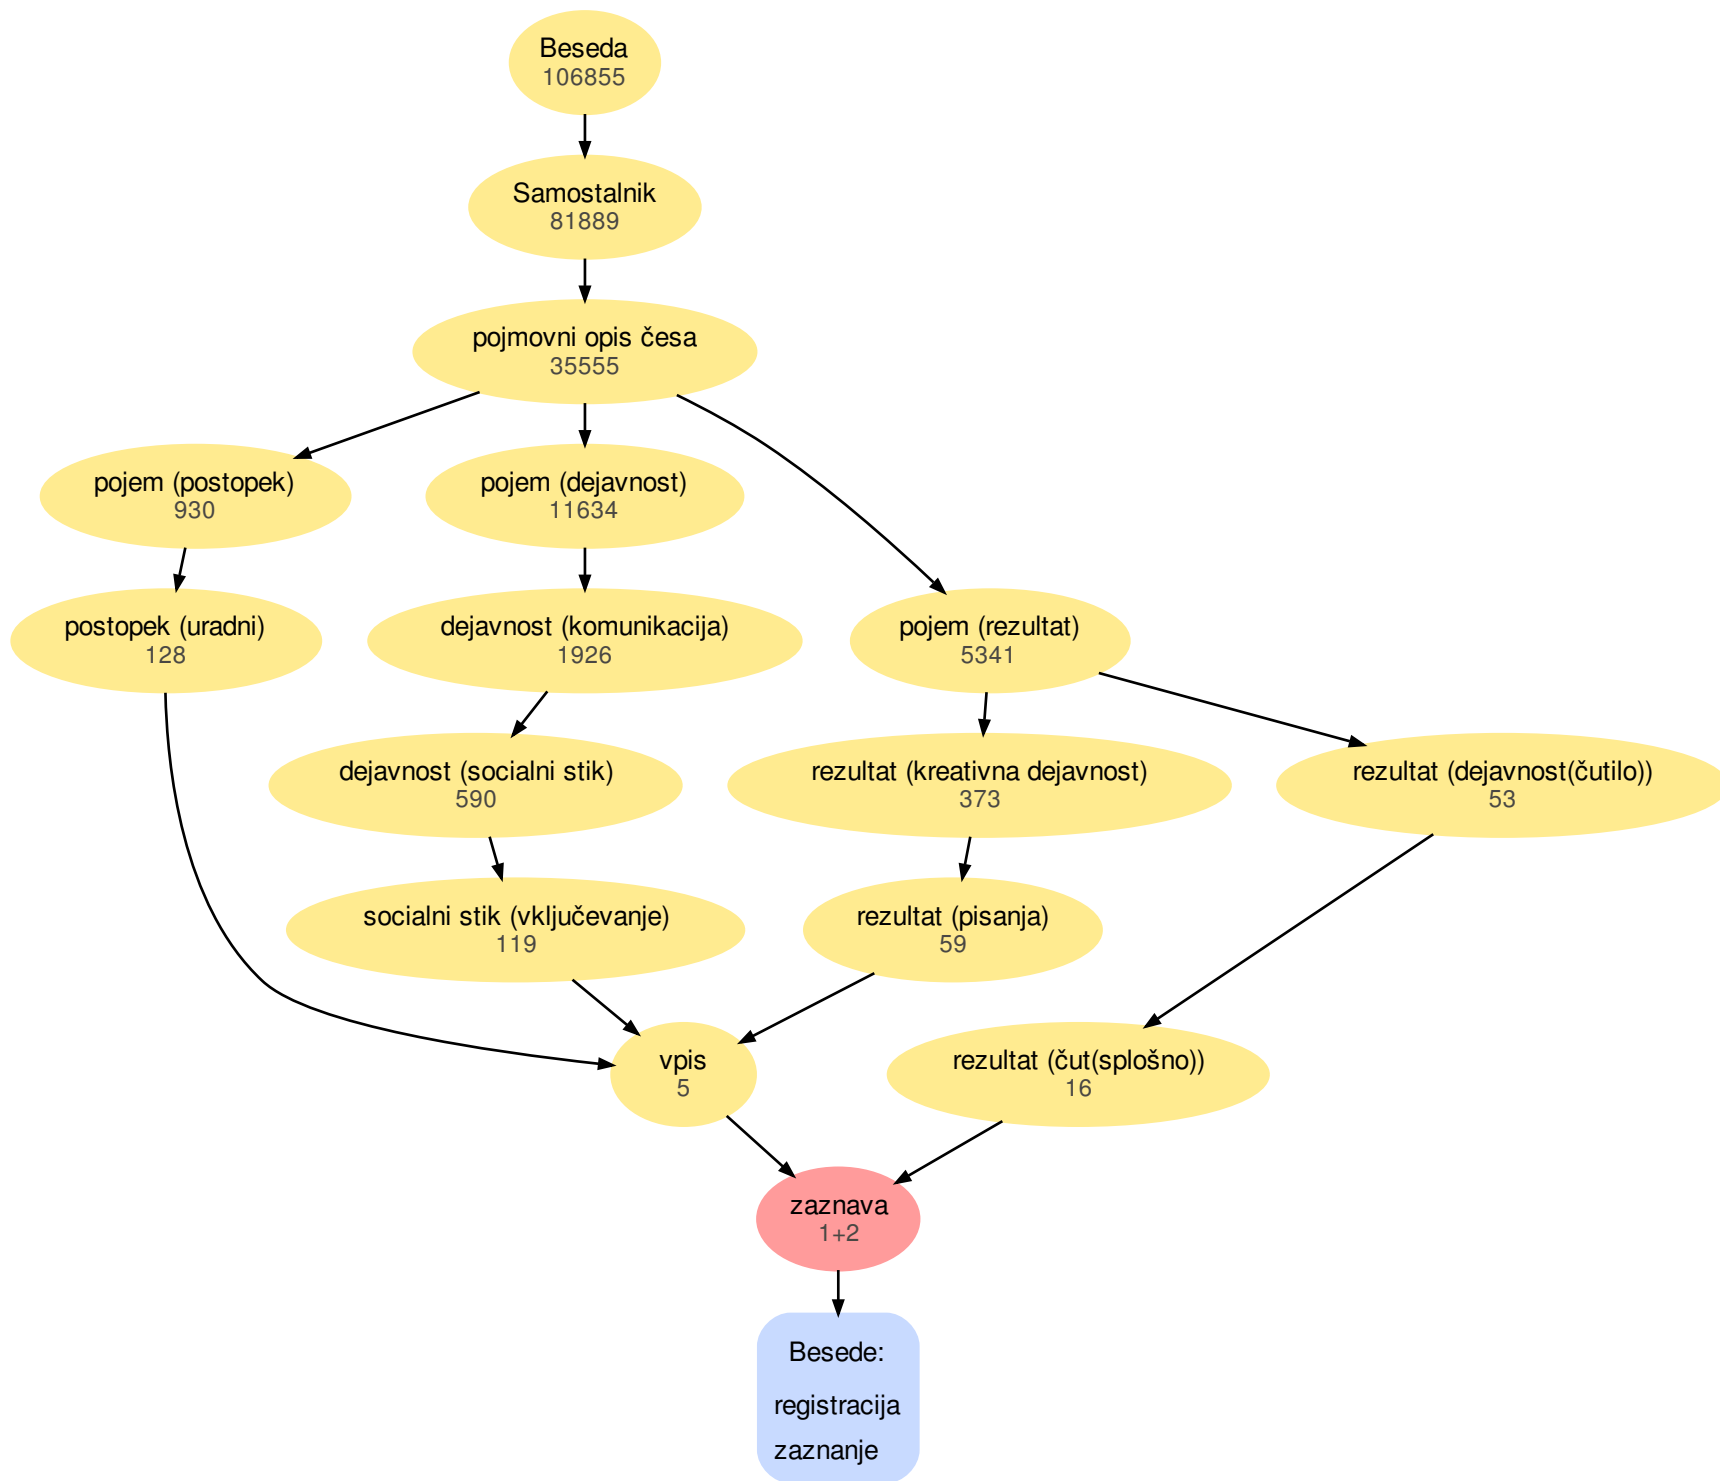 Beseda
106855
Samostalnik
81889
pojmovni opis česa
35555
pojem (postopek)
930
pojem (dejavnost)
11634
postopek (uradni)
128
dejavnost (komunikacija)
1926
pojem (rezultat)
5341
dejavnost (socialni stik)
590
rezultat (kreativna dejavnost)
373
rezultat (dejavnost(čutilo))
53
socialni stik (vključevanje)
119
rezultat (pisanja)
59
vpis
5
rezultat (čut(splošno))
16
zaznava
1+2
Besede:
registracija
zaznanje